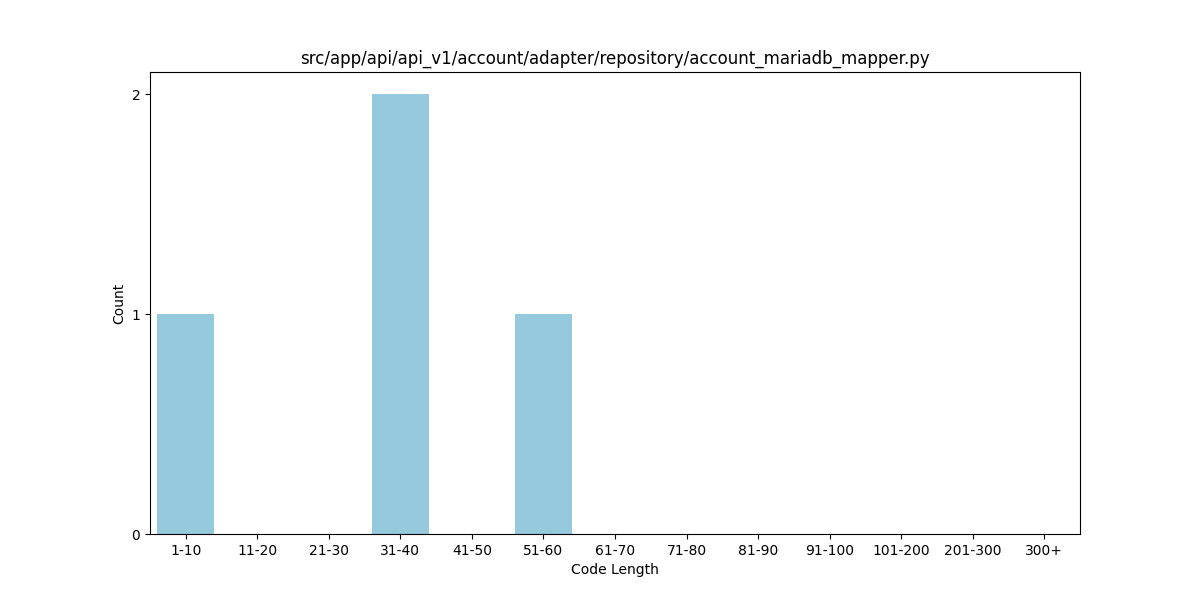 src/app/api/api_v1/account/adapter/repository/account_mariadb_mapper.py
2
1
0
Count
1-10 11-20 21-30 31-40 41-50 51-60 61-70 71-80 81-90 91-100 101-200 201-300 300+
Code Length